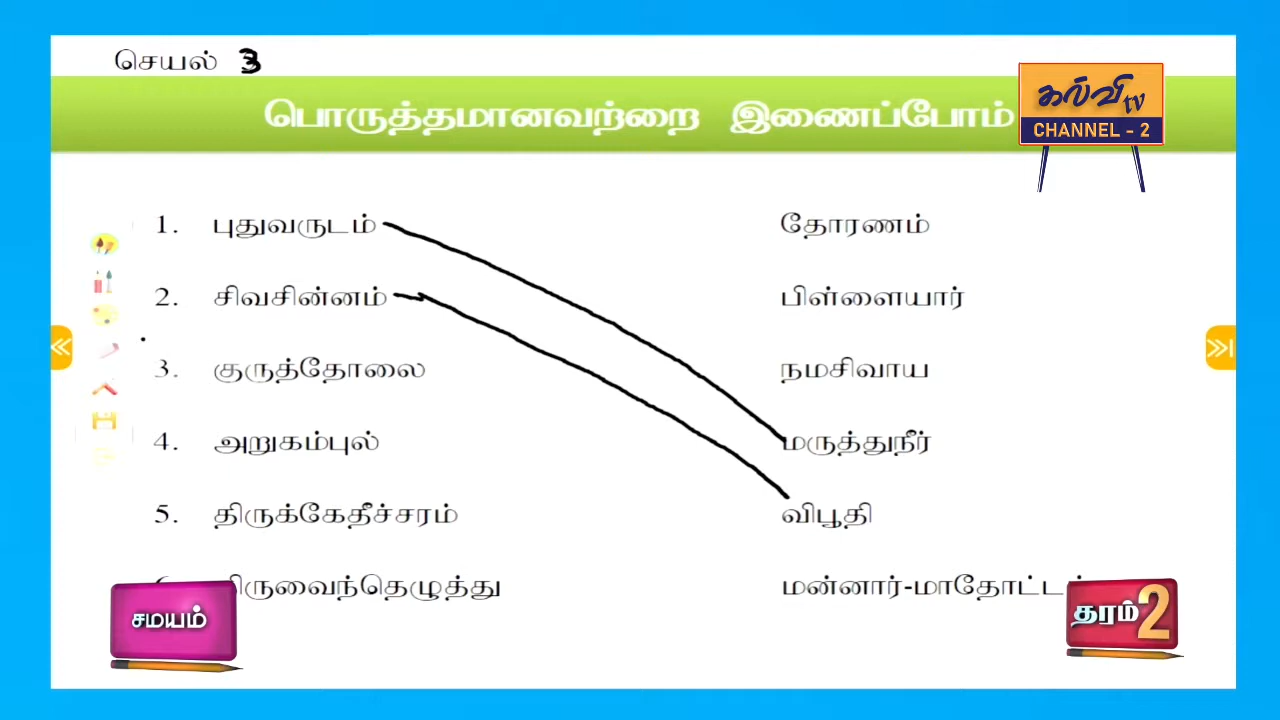 செயல் 3
பொருத்தமானவற்றை இணைப்போம்
கல்வி tv
CHANNEL - 2
1. புதுவருடம் தோரணம்
2. சிவசின்னம் பிள்ளையார்
3. குருத்தோலை நமசிவாய
4. அறுகம்புல் மருத்துநீர்
5. திருக்கேதீச்சரம் விபூதி
மன்னார்-மாதோட்ட
சமயம்
தரம் 2